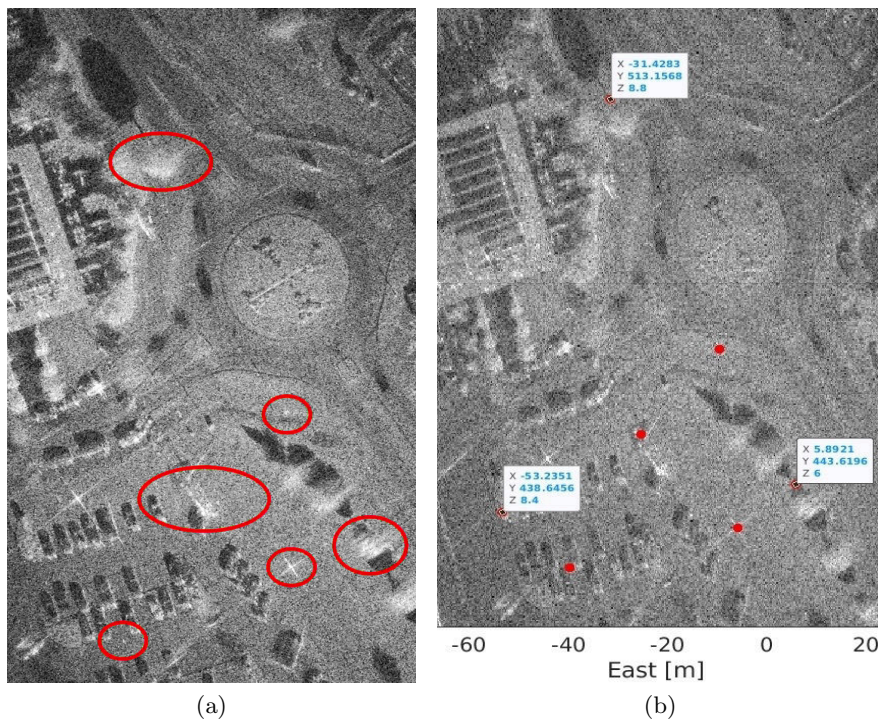 X -31.4283
Y 513.1568
Z 8.8
X 5.8921
Y 443.6196
Z 6
X -53.2351
Y 438.6456
Z 8.4
-60 -40 -20 0 20
East [m]
(a) (b)